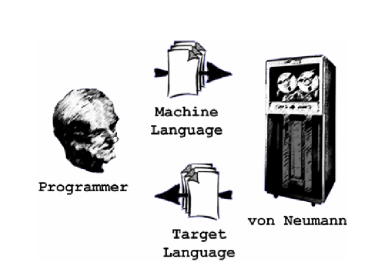 Machine
Language
Programmer
von Neumann
Target
Language